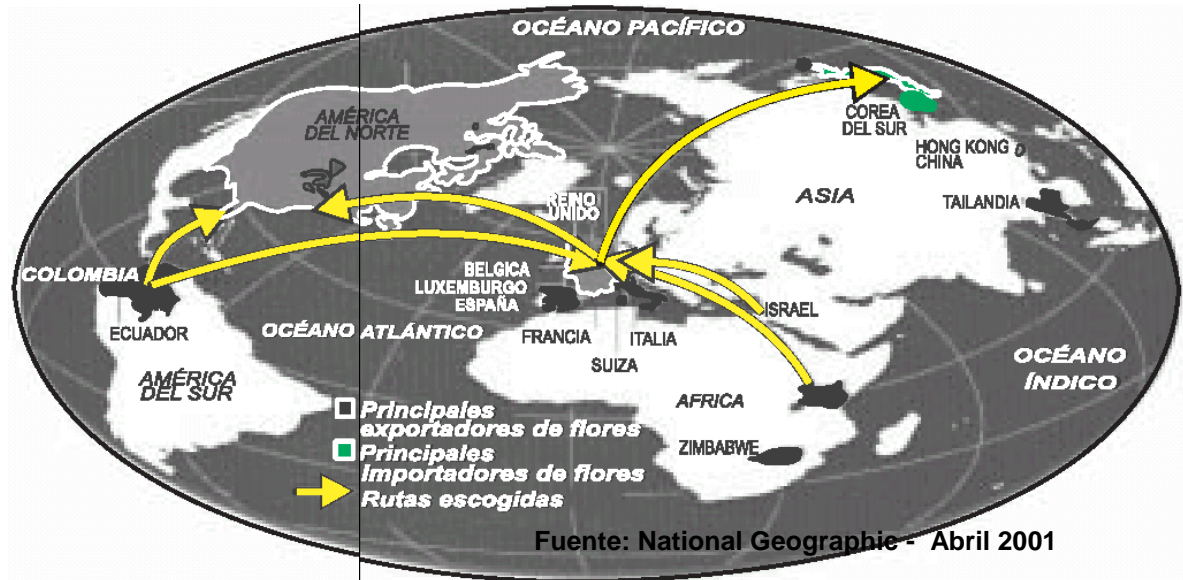 OCÉANO PACÍFICO
AMÉRICA
DEL NORTE
COREA
DEL SUR
HONG KONG
CHINA
ASIA
TAILANDIA
REINO
UNIDO
COLOMBIA
BELGICA
LUXEMBURGO
ESPAÑA
ISRAEL
ECUADOR
OCÉANO ATLÁNTICO
FRANCIA
ITALIA
SUIZA
OCÉANO
ÍNDICO
AMÉRICA
DEL SUR
AFRICA
ZIMBABWE
Principales
exportadores de flores
Principales
Importadores de flores
Rutas escogidas
Fuente: National Geographic - Abril 2001